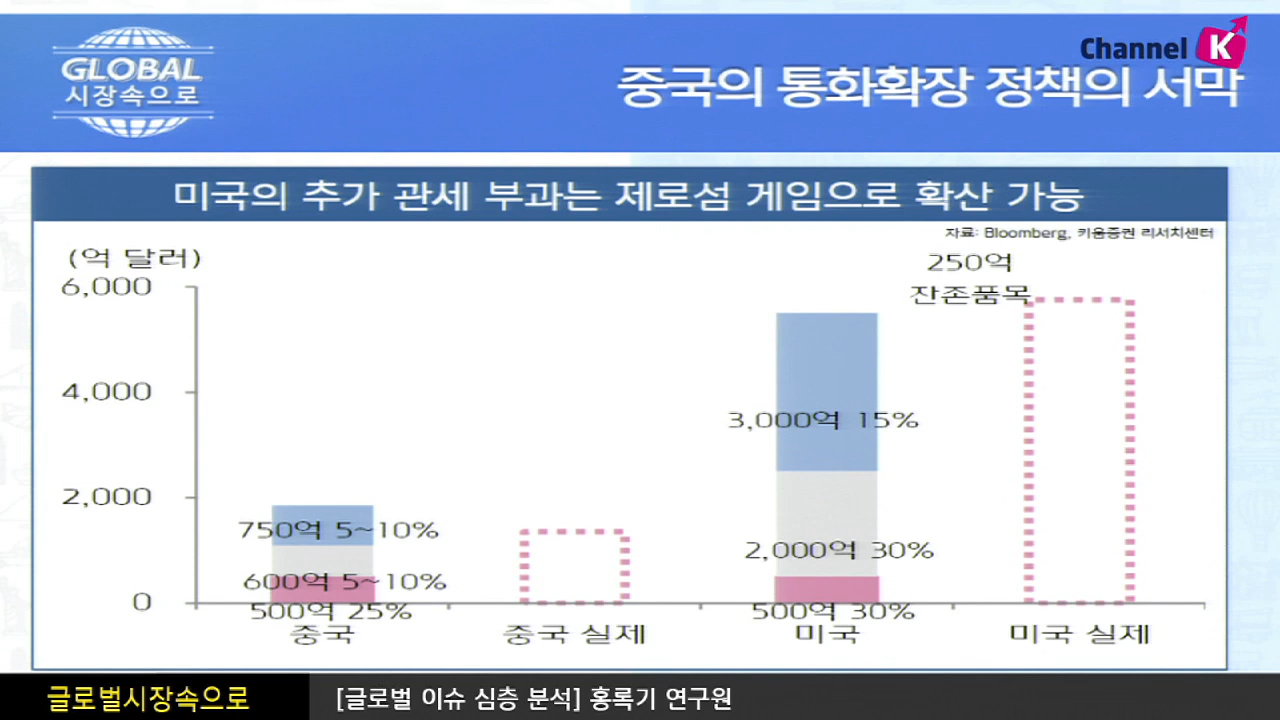 GLOBAL
시장속으로
Channel K
중국의 통화확장 정책의 서막
미국의 추가 관세 부과는 제로섬 게임으로 확산 가능
자료: Bloomberg, 키움증권 리서치센터
(억 달러)
250억
잔존품목
6,000
4,000
2,000
0
3,000억 15%
750억 5~10%
2,000억 30%
600억 5~10%
500억 25%
500억 30%
중국
중국 실제
미국
미국 실제
글로벌시장속으로
[글로벌 이슈 심층 분석] 홍록기 연구원